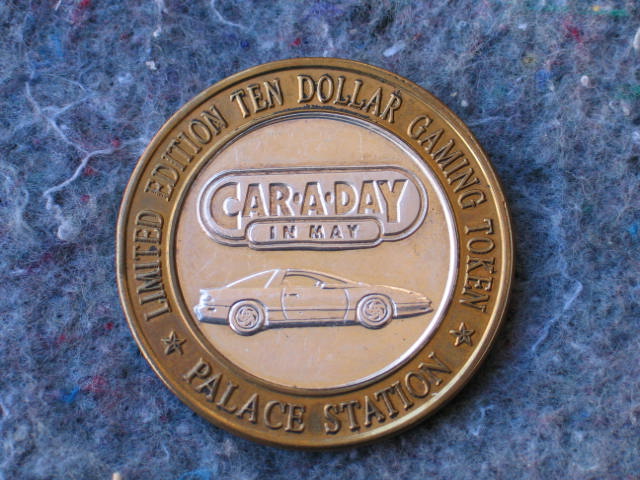 LIMITED EDITION TEN DOLLAR GAMING TOKEN
CAR·A·DAY
IN MAY
PALACE STATION